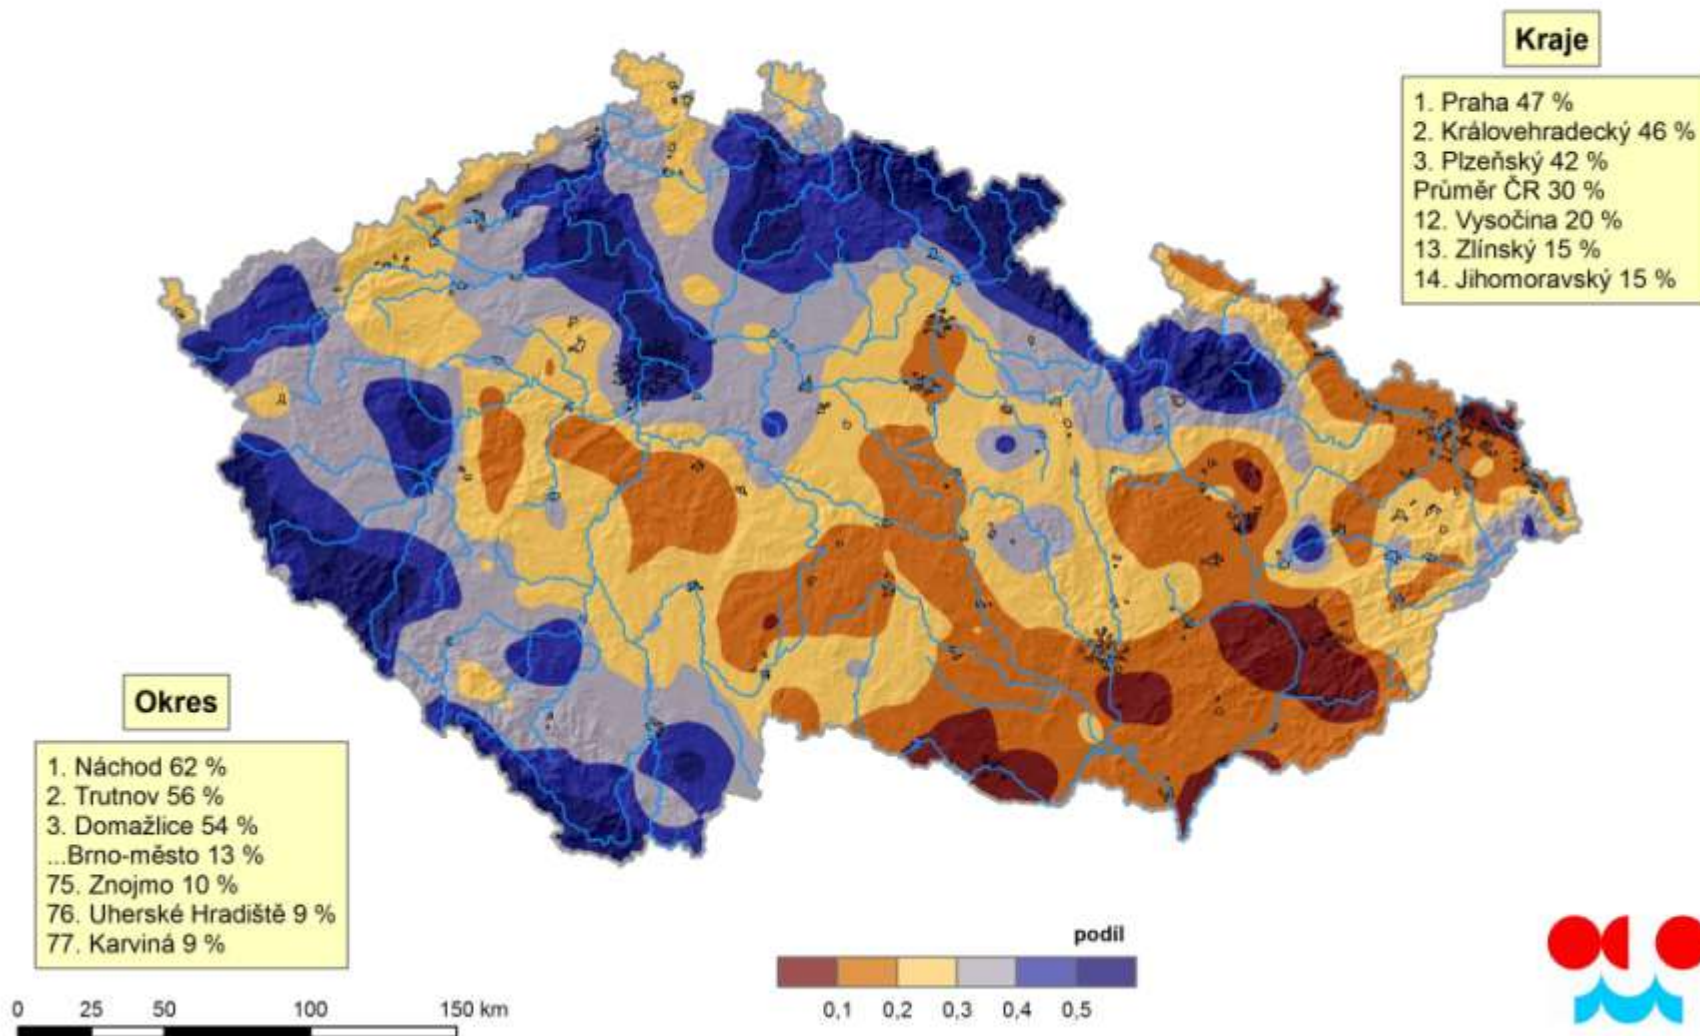 Kraje
1. Praha 47 %
2. Královehradecký 46 %
3. Plzeňský 42 %
Průměr ČR 30 %
12. Vysočina 20 %
13. Zlínský 15 %
14. Jihomoravský 15 %
Okres
1. Náchod 62 %
2. Trutnov 56 %
3. Domažlice 54 %
...Brno-město 13 %
75. Znojmo 10 %
76. Uherské Hradiště 9 %
77. Karviná 9 %
podíl
0,1 0,2 0,3 0,4 0,5
0 25 50 100 150 km